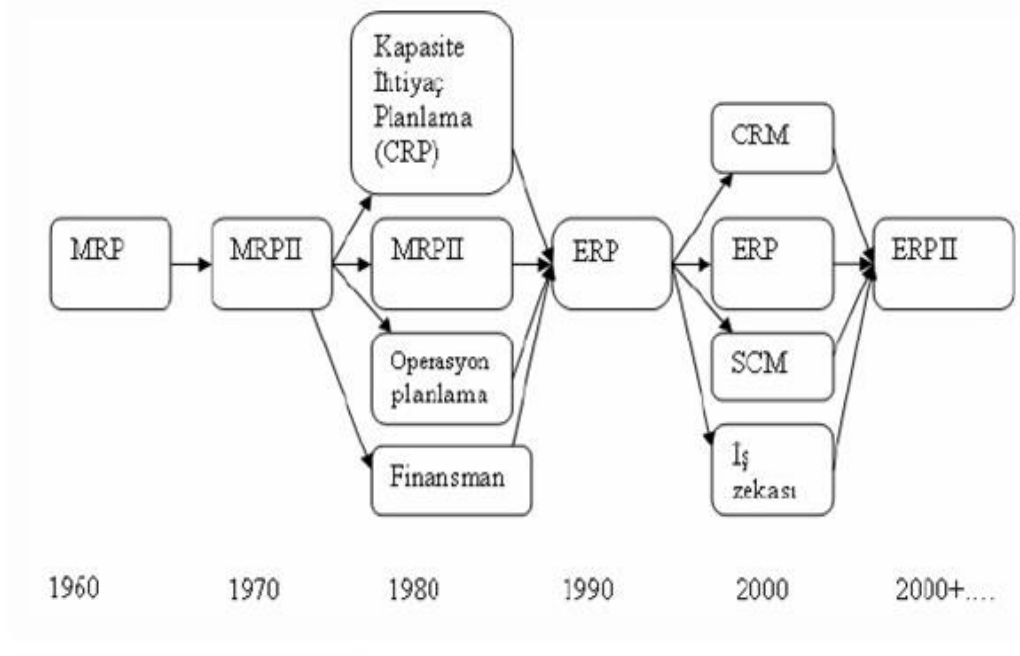 Kapasite
İhtiyaç
Planlama
(CRP)
CRM
MRP
MRPII
MRPII
ERP
ERP
ERPII
Operasyon
planlama
SCM
Finansman
İş
zekası
1960
1970
1980
1990
2000
2000+....